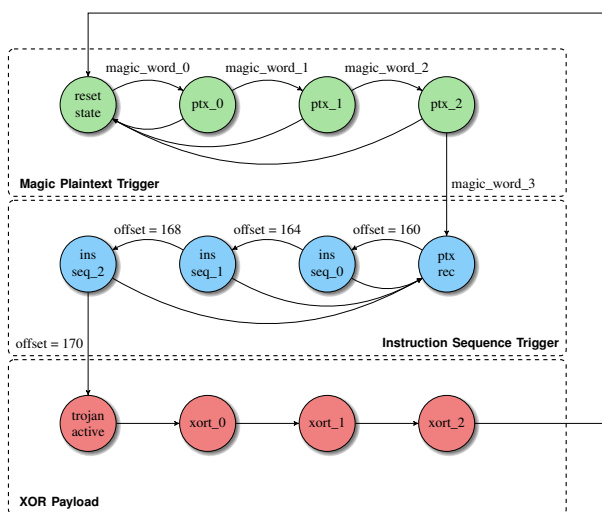 magic_word_0
magic_word_1
magic_word_2
reset
state
ptx_0
ptx_1
ptx_2
Magic Plaintext Trigger
magic_word_3
offset = 168
offset = 164
offset = 160
ins
seq_2
ins
seq_1
ins
seq_0
ptx
rec
offset = 170
Instruction Sequence Trigger
trojan
active
xort_0
xort_1
xort_2
XOR Payload